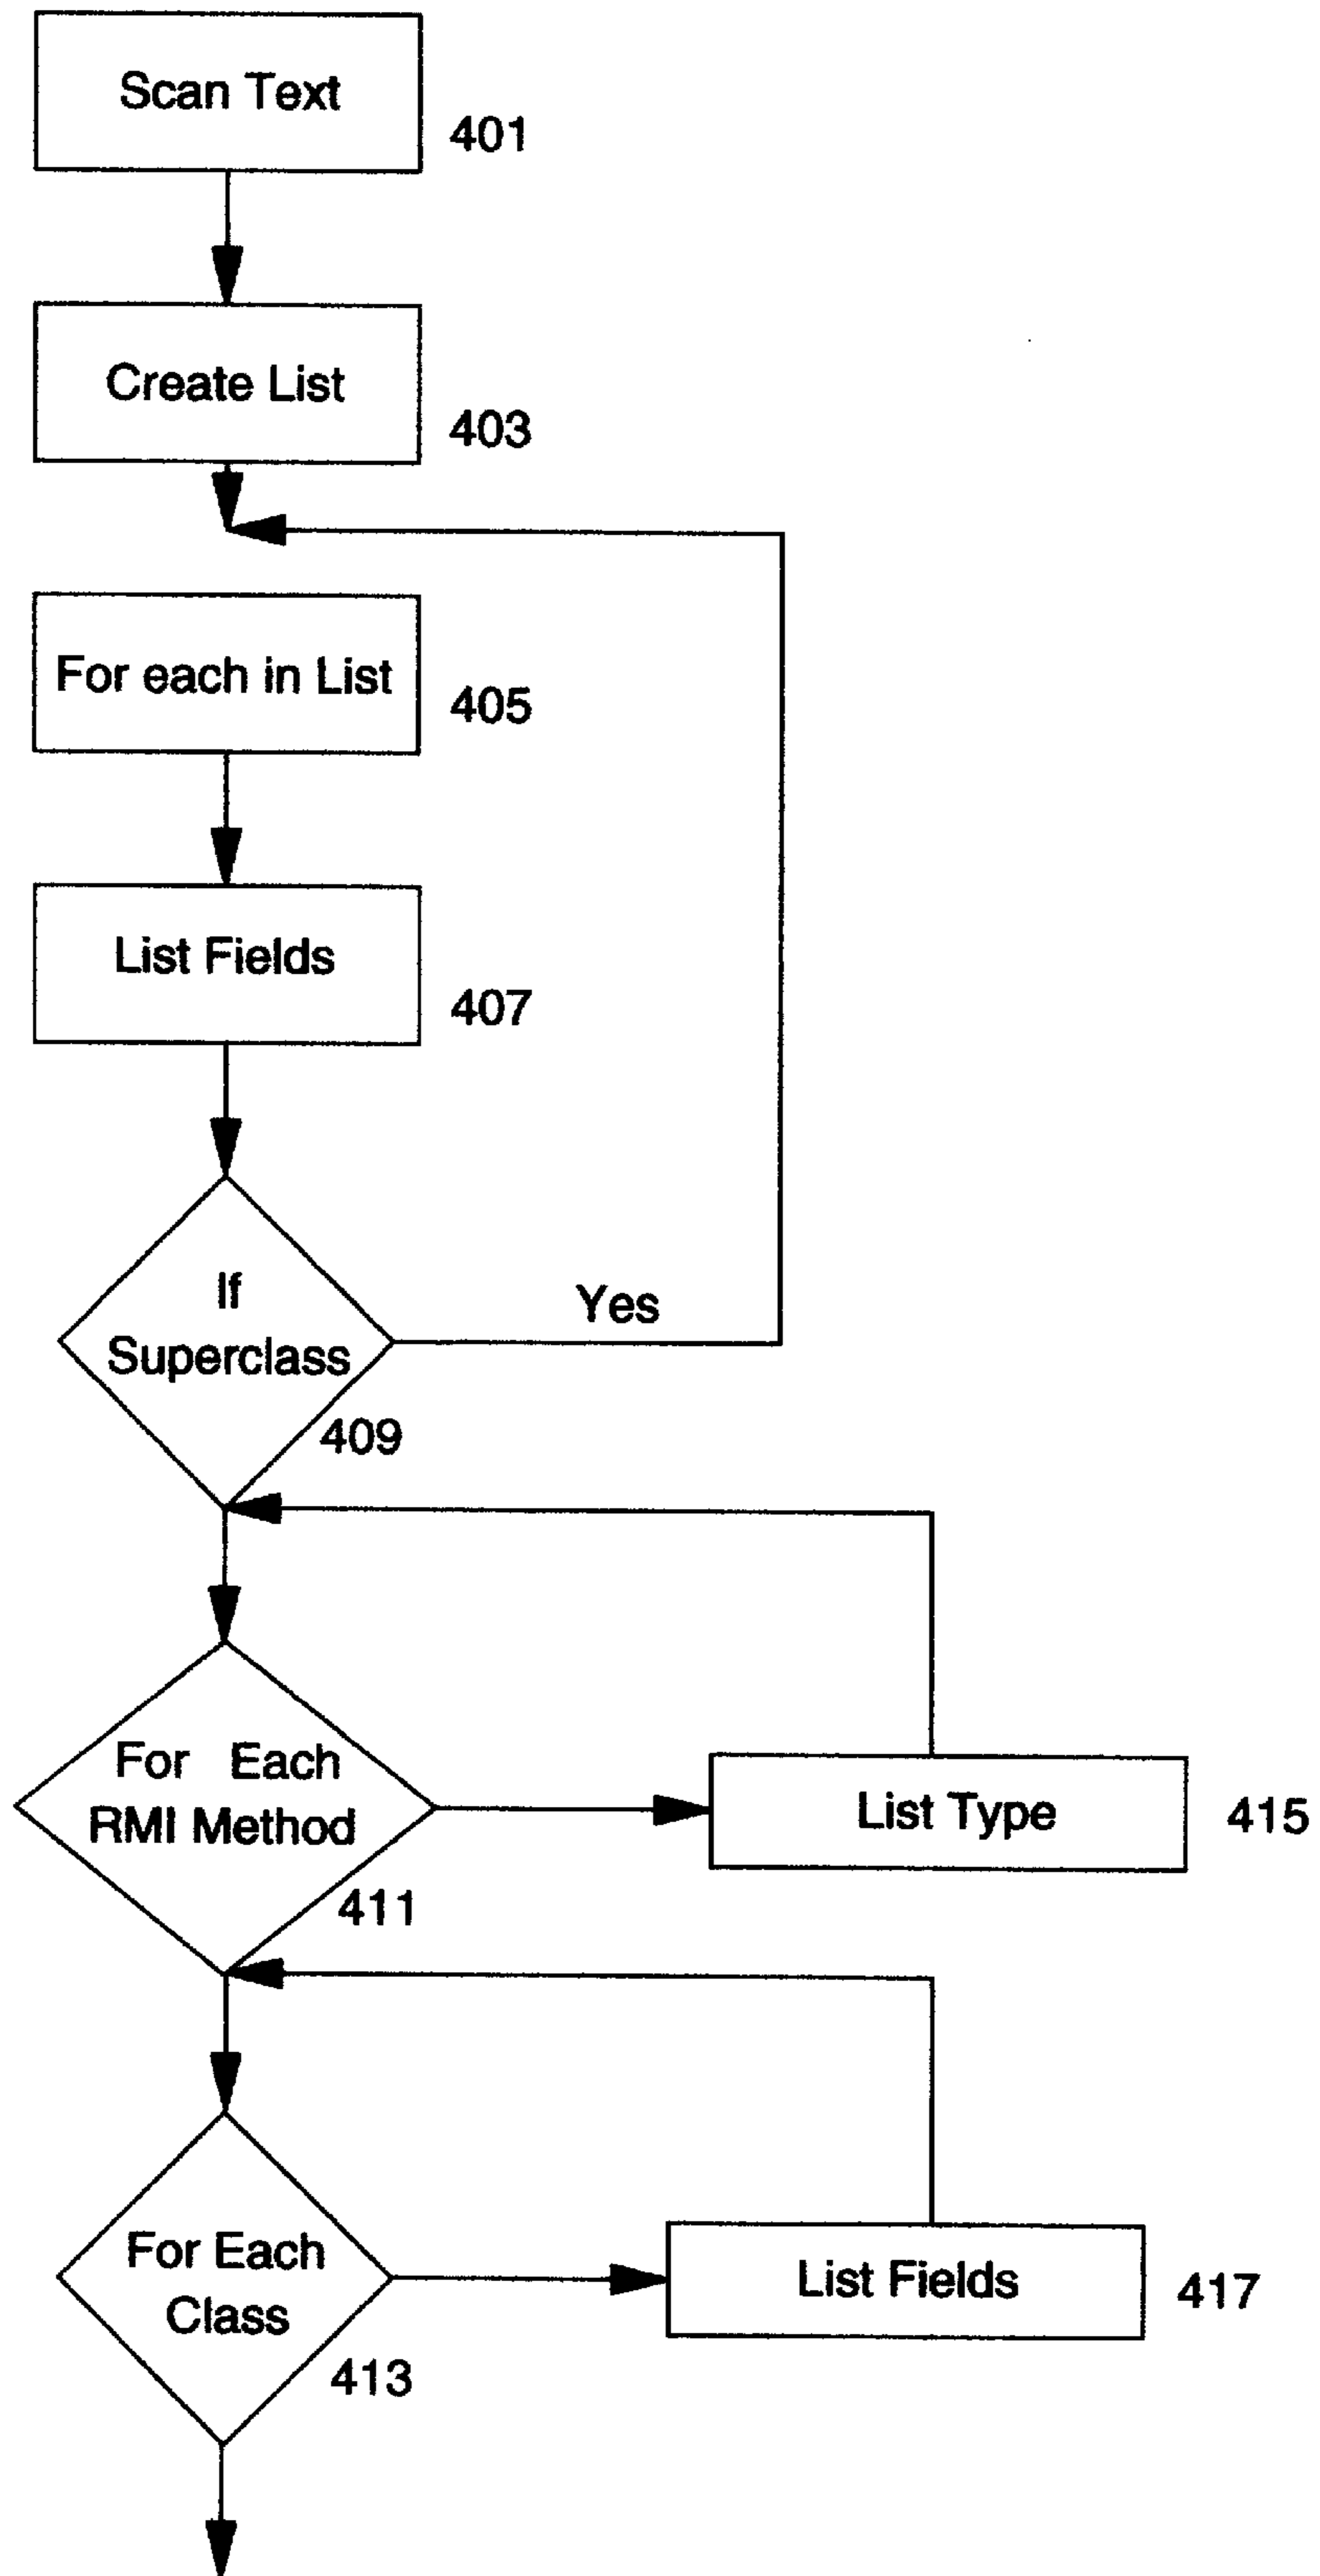 Scan Text
401
Create List
403
For each in List
405
List Fields
407
If
Superclass
Yes
409
For Each
RMI Method
411
List Type
415
For Each
Class
413
List Fields
417